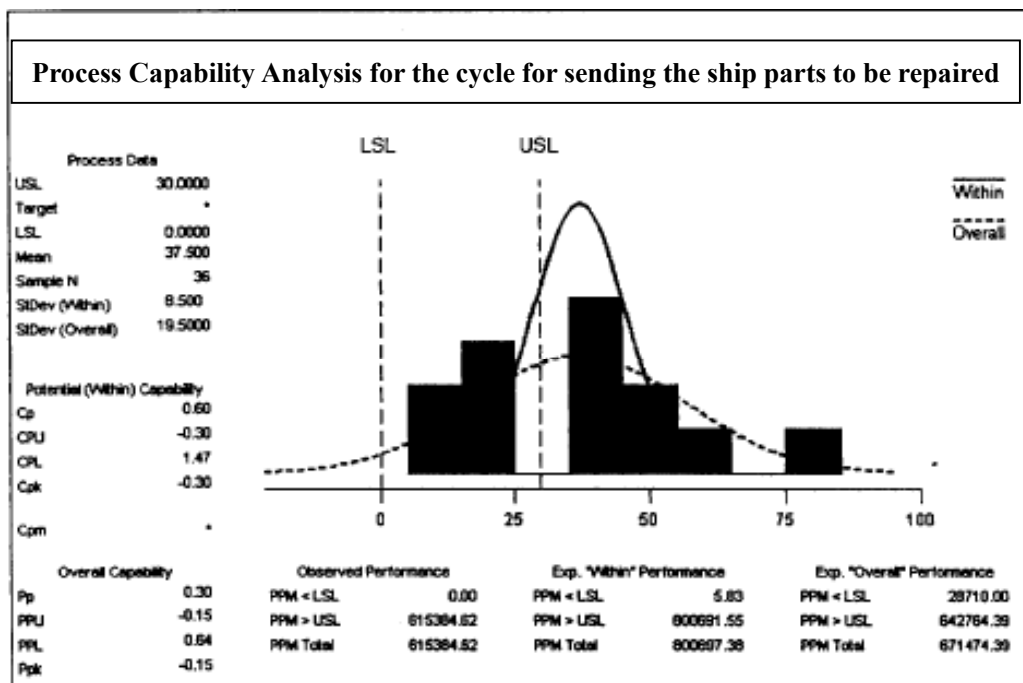 Process Capability Analysis for the cycle for sending the ship parts to be repaired
LSL USL
Process Data
USL 30.0000
Target *
LSL 0.0000
Mean 37.900
Sample N 36
StDev (Within) 8.500
StDev (Overall) 19.5000
Within
Overall
Potential (Within) Capability
Cp 0.60
CPU -0.30
CPL 1.47
Cpk -0.30
Cpm *
0 25 50 75 100
Overall Capability
Pp 0.30
PPU -0.15
PPL 0.64
Ppk -0.15
Observed Performance
PPM < LSL 0.00
PPM > USL 615384.62
PPM Total 615384.62
Exp. "Within" Performance
PPM < LSL 5.83
PPM > USL 800691.55
PPM Total 800697.38
Exp. "Overall" Performance
PPM < LSL 28710.00
PPM > USL 642764.39
PPM Total 671474.39